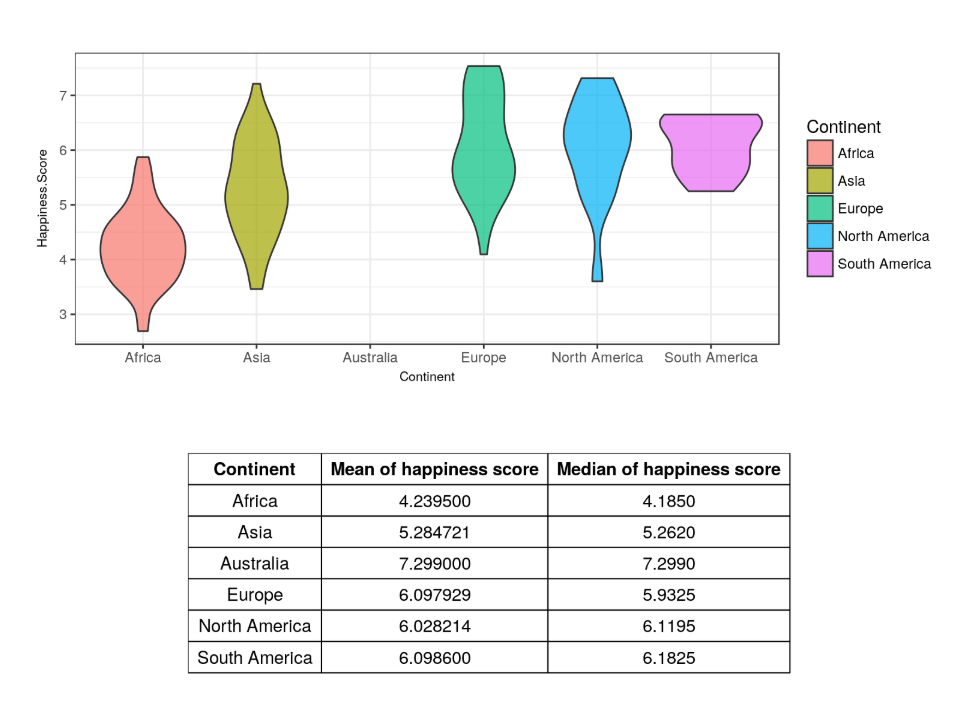 Happiness.Score
7
6
5
4
3
Africa Asia Australia Europe North America South America
Continent
Continent
Africa
Asia
Europe
North America
South America
Continent Mean of happiness score Median of happiness score
Africa 4.239500 4.1850
Asia 5.284721 5.2620
Australia 7.299000 7.2990
Europe 6.097929 5.9325
North America 6.028214 6.1195
South America 6.098600 6.1825